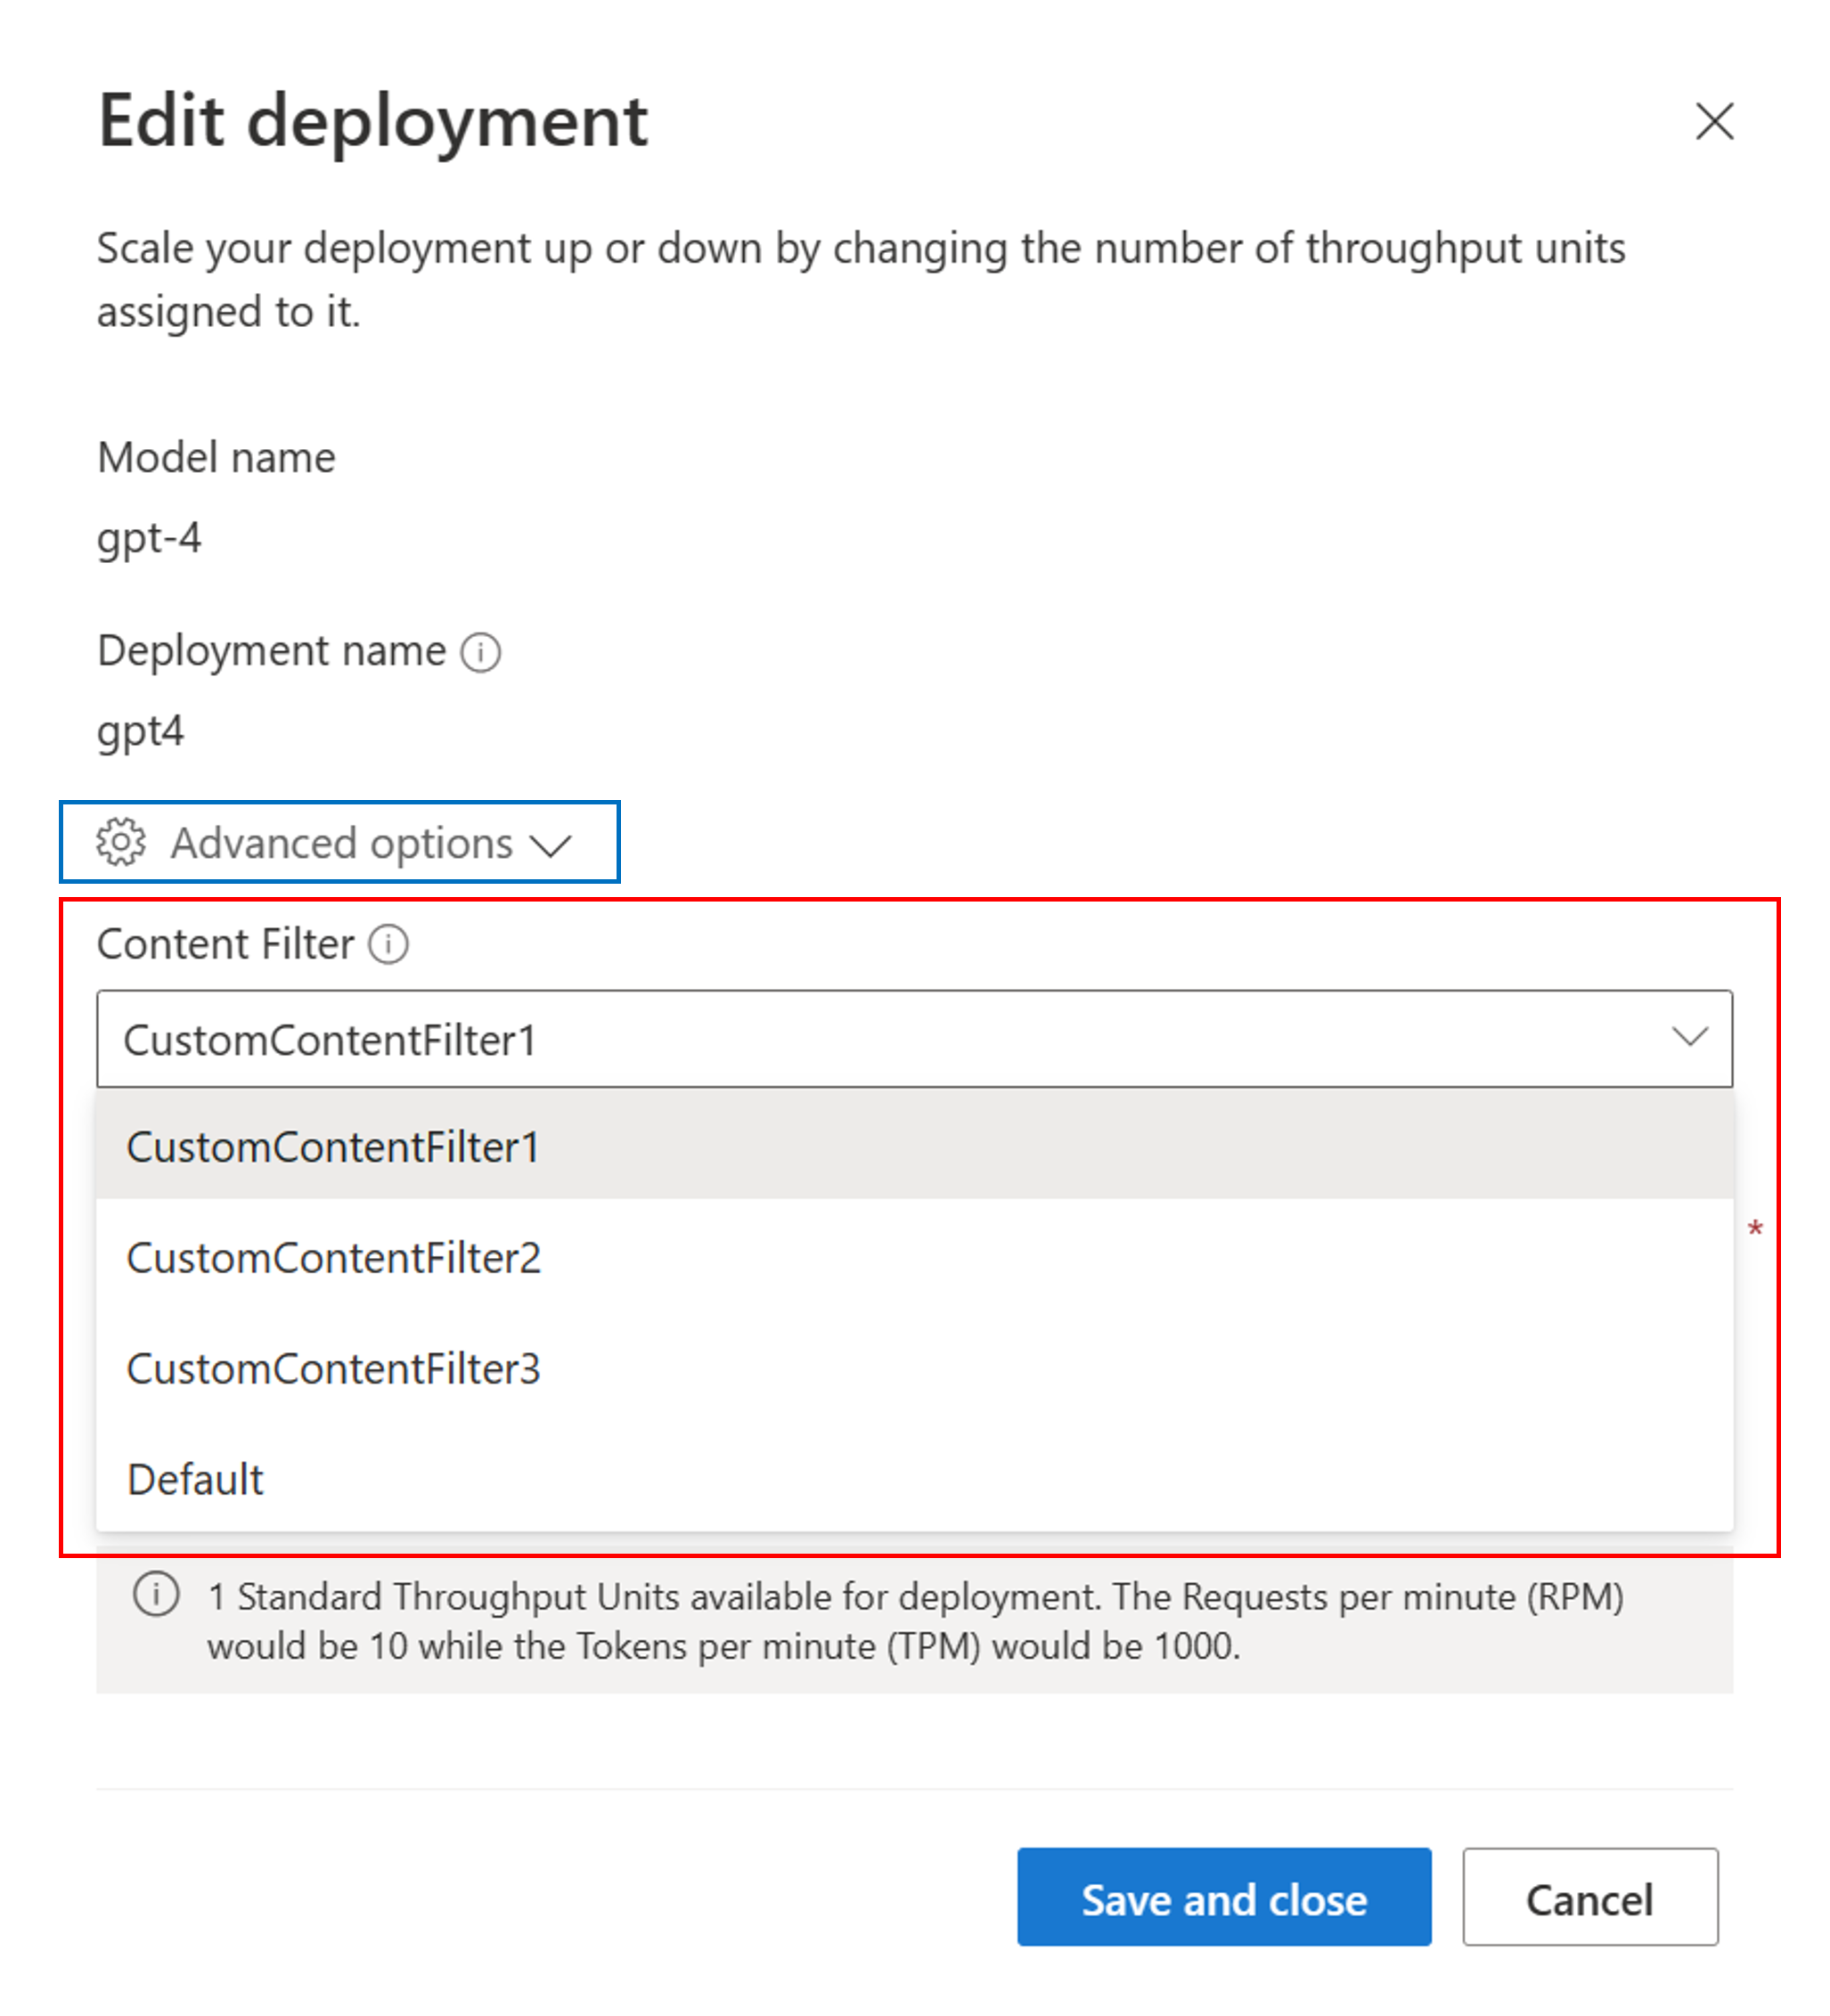 Edit deployment
Scale your deployment up or down by changing the number of throughput units
assigned to it.
Model name
gpt-4
Deployment name
gpt4
Advanced options
Content Filter
CustomContentFilter1
CustomContentFilter1
CustomContentFilter2
*
CustomContentFilter3
Default
1 Standard Throughput Units available for deployment. The Requests per minute (RPM)
would be 10 while the Tokens per minute (TPM) would be 1000.
Save and close
Cancel